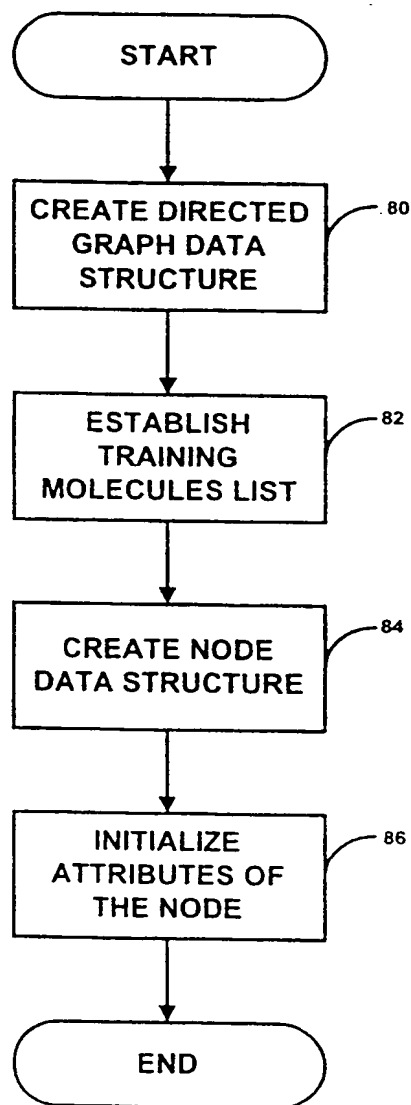 START
CREATE DIRECTED
GRAPH DATA
STRUCTURE
80
ESTABLISH
TRAINING
MOLECULES LIST
82
CREATE NODE
DATA STRUCTURE
84
INITIALIZE
ATTRIBUTES OF
THE NODE
86
END